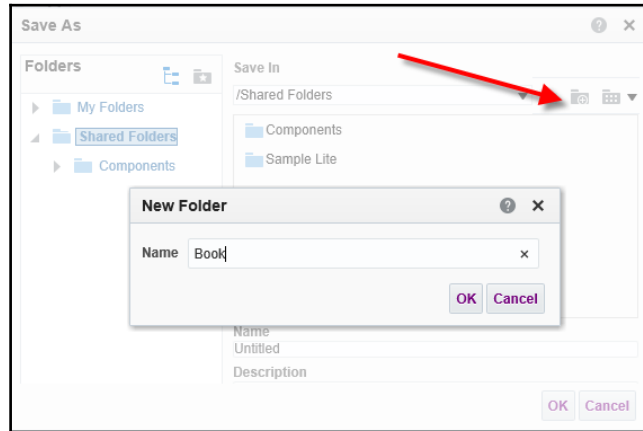 Save As
Folders
Save In
/Shared Folders
My Folders
Shared Folders
Components
Components
Sample Lite
New Folder
Name Book
OK Cancel
Name
Untitled
Description
OK Cancel